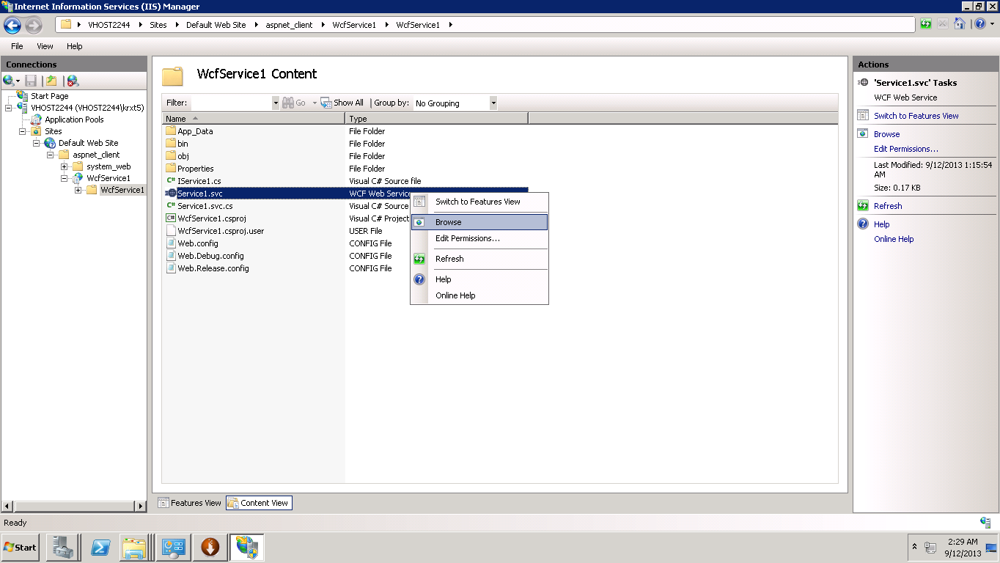 Internet Information Services (IIS) Manager
VHOST2244 Sites Default Web Site aspnet_client WcfService1 WcfService1
File View Help
Connections
Start Page
VHOST2244 (VHOST2244\krxt5)
Application Pools
Sites
Default Web Site
aspnet_client
system_web
WcfService1
WcfService1
WcfService1 Content
Filter: Go Show All Group by: No Grouping
Name Type
App_Data File Folder
bin File Folder
obj File Folder
Properties File Folder
IService1.cs Visual C# Source file
Service1.svc WCF Web Service
Service1.svc.cs Visual C# Source
WcfService1.csproj Visual C# Project
WcfService1.csproj.user USER File
Web.config CONFIG File
Web.Debug.config CONFIG File
Web.Release.config CONFIG File
Switch to Features View
Browse
Edit Permissions...
Refresh
Help
Online Help
Features View Content View
Actions
'Service1.svc' Tasks
WCF Web Service
Switch to Features View
Browse
Edit Permissions...
Last Modified: 9/12/2013 1:15:54
AM
Size: 0.17 KB
Refresh
Help
Online Help
Ready
Start
2:29 AM
9/12/2013